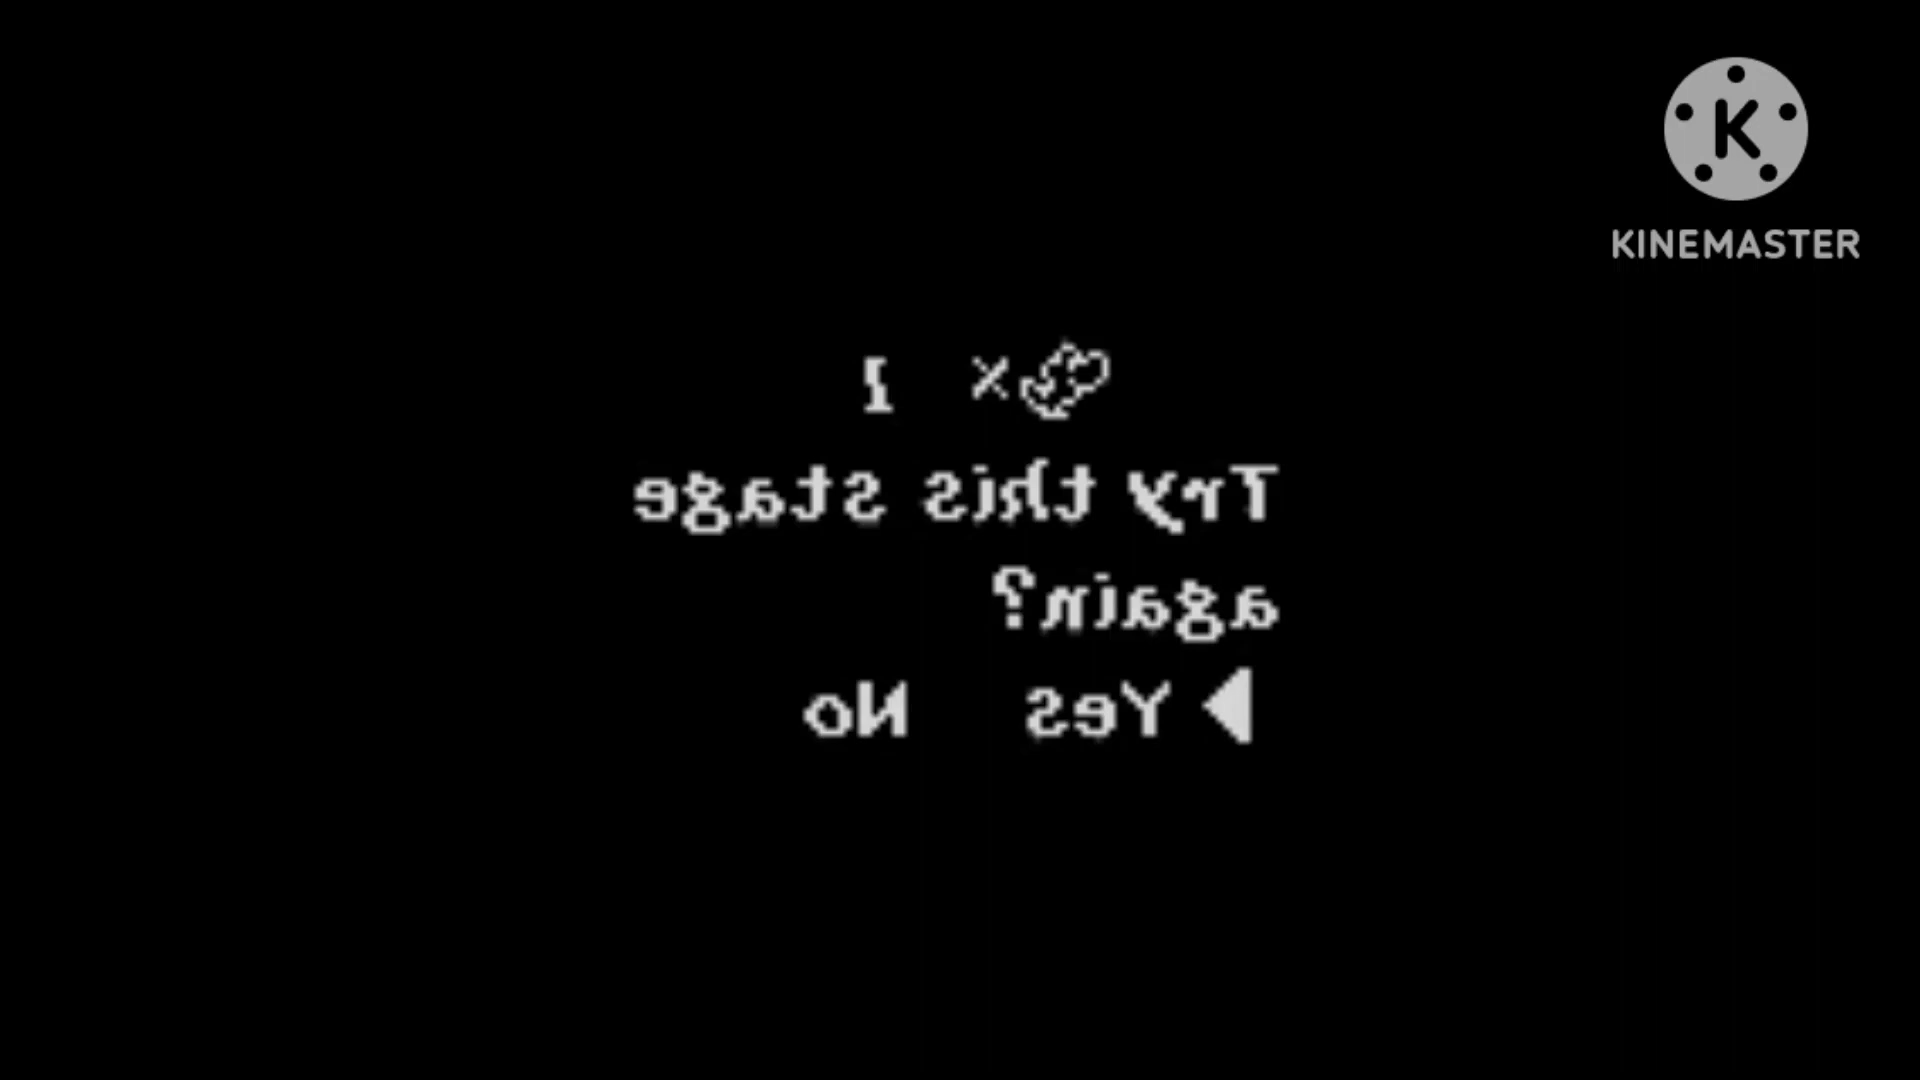 K
KINEMASTER
× 1
Try this stage
again?
Yes No